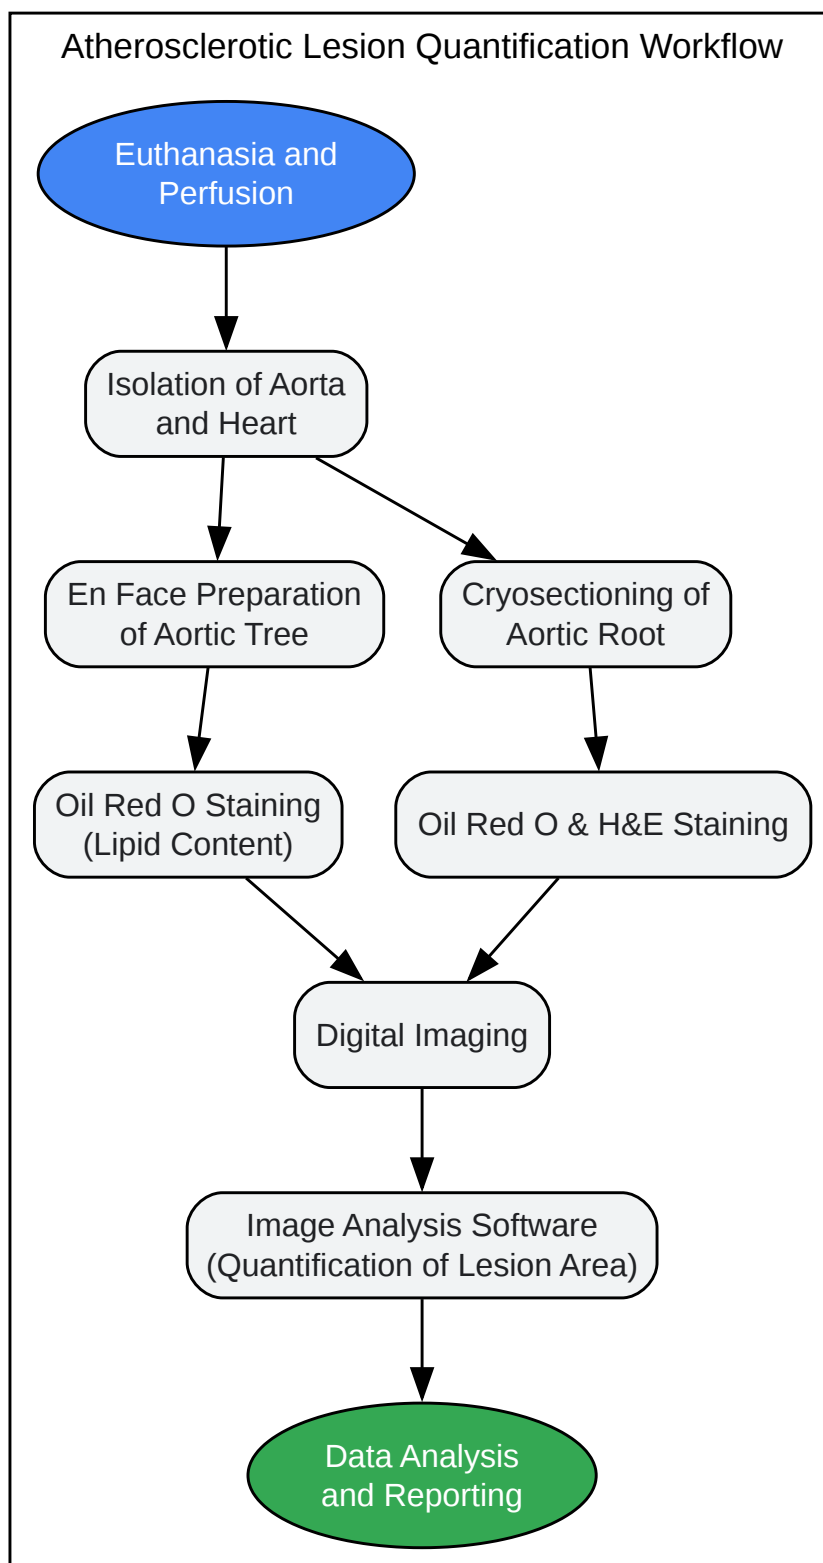 Atherosclerotic Lesion Quantification Workflow
Euthanasia and
Perfusion
Isolation of Aorta
and Heart
En Face Preparation
of Aortic Tree
Cryosectioning of
Aortic Root
Oil Red O Staining
(Lipid Content)
Oil Red O & H&E Staining
Digital Imaging
Image Analysis Software
(Quantification of Lesion Area)
Data Analysis
and Reporting